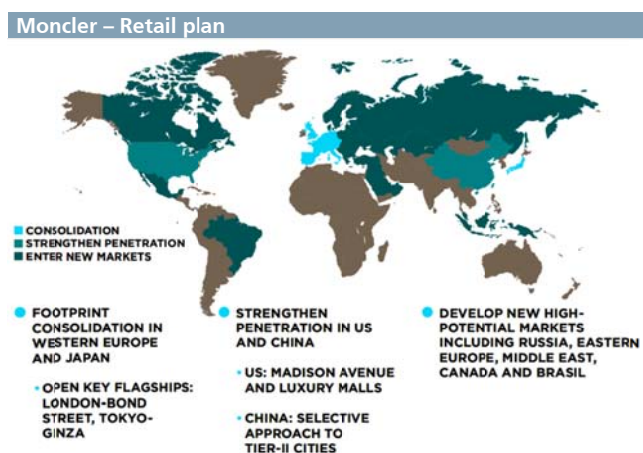 Moncler – Retail plan
CONSOLIDATION
STRENGTHEN PENETRATION
ENTER NEW MARKETS
FOOTPRINT
CONSOLIDATION IN
WESTERN EUROPE
AND JAPAN
• OPEN KEY FLAGSHIPS:
LONDON-BOND
STREET, TOKYO-
GINZA
STRENGTHEN
PENETRATION IN US
AND CHINA
• US: MADISON AVENUE
AND LUXURY MALLS
• CHINA: SELECTIVE
APPROACH TO
TIER-II CITIES
DEVELOP NEW HIGH-
POTENTIAL MARKETS
INCLUDING RUSSIA, EASTERN
EUROPE, MIDDLE EAST,
CANADA AND BRASIL